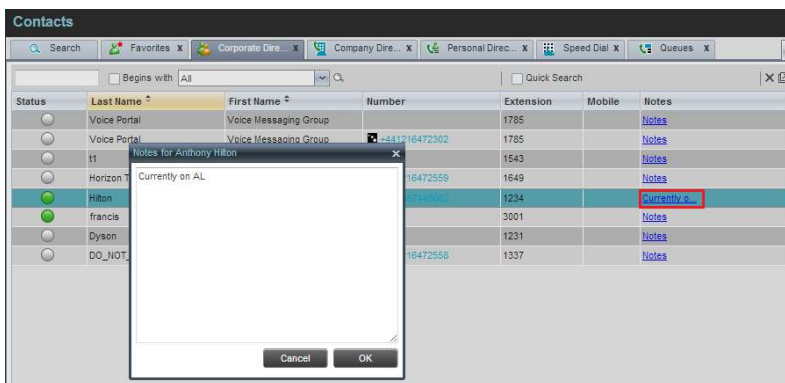 Contacts
Search Favorites X Corporate Dire... X Company Dire... X Personal Direc... X Speed Dial X Queues X
Begins with All Quick Search
Status Last Name First Name Number Extension Mobile Notes
Voice Portal Voice Messaging Group 1785 Notes
Voice Portal Voice Messaging Group +441216472302 1785 Notes
t1 1543 Notes
Horizon T 16472559 1649 Notes
Hilton 1234 Currently o...
francis 3001 Notes
Dyson 1231 Notes
DO_NOT_ 16472558 1337 Notes
Notes for Anthony Hilton
Currently on AL
Cancel OK